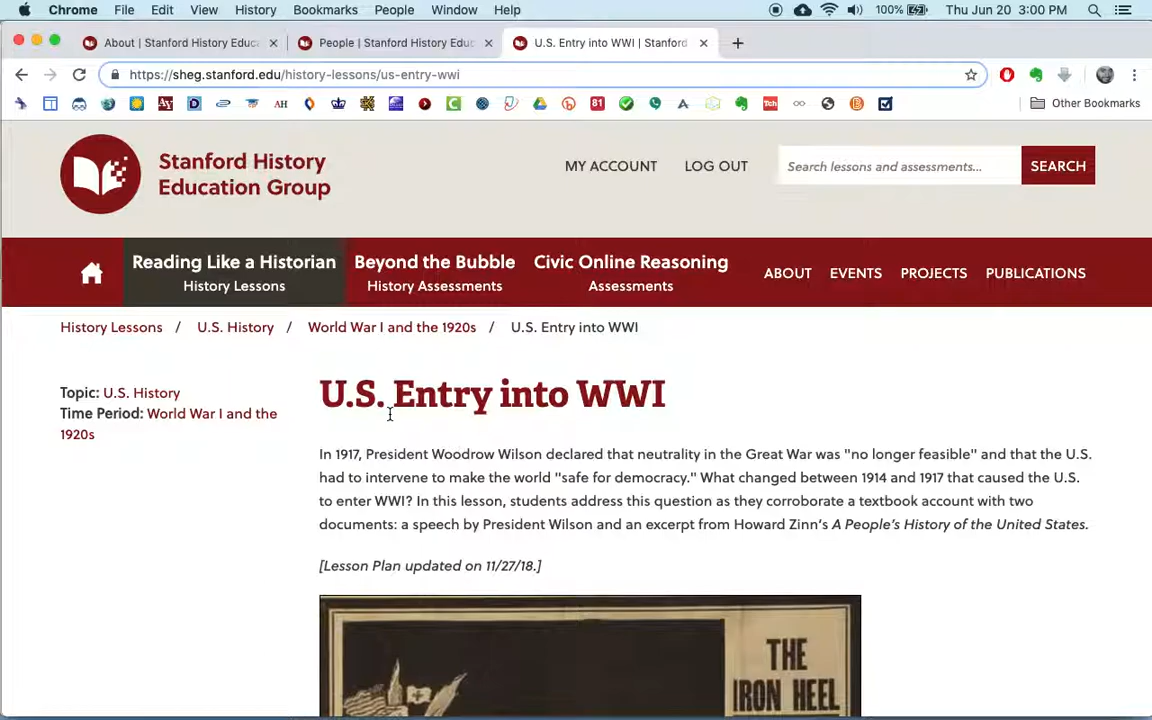 Chrome File Edit View History Bookmarks People Window Help 100% Thu Jun 20 3:00 PM
About | Stanford History Educ
People | Stanford History Educ
U.S. Entry into WWI | Stanford
https://sheg.stanford.edu/history-lessons/us-entry-wwi
AH 81 Tch Other Bookmarks
Stanford History
Education Group
MY ACCOUNT LOG OUT Search lessons and assessments... SEARCH
Reading Like a Historian
History Lessons
Beyond the Bubble
History Assessments
Civic Online Reasoning
Assessments
ABOUT EVENTS PROJECTS PUBLICATIONS
History Lessons / U.S. History / World War I and the 1920s / U.S. Entry into WWI
Topic: U.S. History
Time Period: World War I and the
1920s
U.S. Entry into WWI
In 1917, President Woodrow Wilson declared that neutrality in the Great War was "no longer feasible" and that the U.S.
had to intervene to make the world "safe for democracy." What changed between 1914 and 1917 that caused the U.S.
to enter WWI? In this lesson, students address this question as they corroborate a textbook account with two
documents: a speech by President Wilson and an excerpt from Howard Zinn’s A People’s History of the United States.
[Lesson Plan updated on 11/27/18.]
THE
IRON HEEL